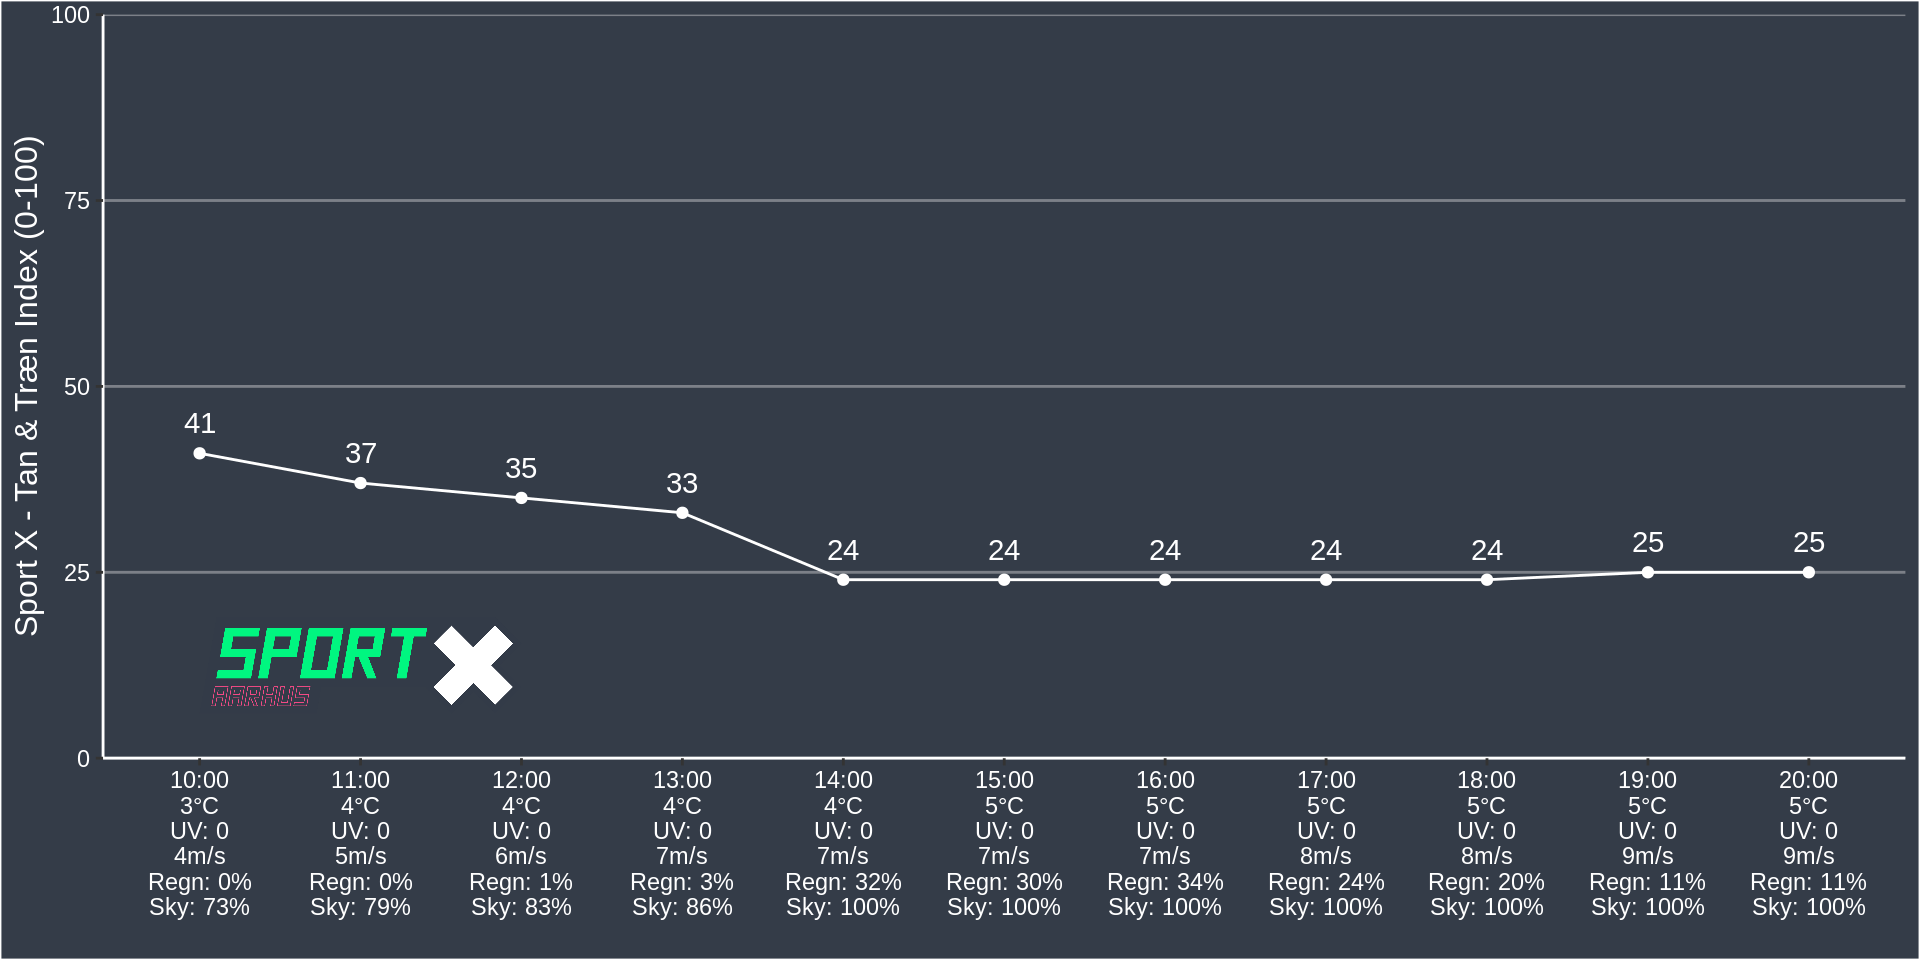 Sport X - Tan & Træn Index (0-100)
100
75
50
25
0
41
37
35
33
24
24
24
24
24
25
25
SPORT X
AARHUS
10:00
3°C
UV: 0
4m/s
Regn: 0%
Sky: 73%
11:00
4°C
UV: 0
5m/s
Regn: 0%
Sky: 79%
12:00
4°C
UV: 0
6m/s
Regn: 1%
Sky: 83%
13:00
4°C
UV: 0
7m/s
Regn: 3%
Sky: 86%
14:00
4°C
UV: 0
7m/s
Regn: 32%
Sky: 100%
15:00
5°C
UV: 0
7m/s
Regn: 30%
Sky: 100%
16:00
5°C
UV: 0
7m/s
Regn: 34%
Sky: 100%
17:00
5°C
UV: 0
8m/s
Regn: 24%
Sky: 100%
18:00
5°C
UV: 0
8m/s
Regn: 20%
Sky: 100%
19:00
5°C
UV: 0
9m/s
Regn: 11%
Sky: 100%
20:00
5°C
UV: 0
9m/s
Regn: 11%
Sky: 100%